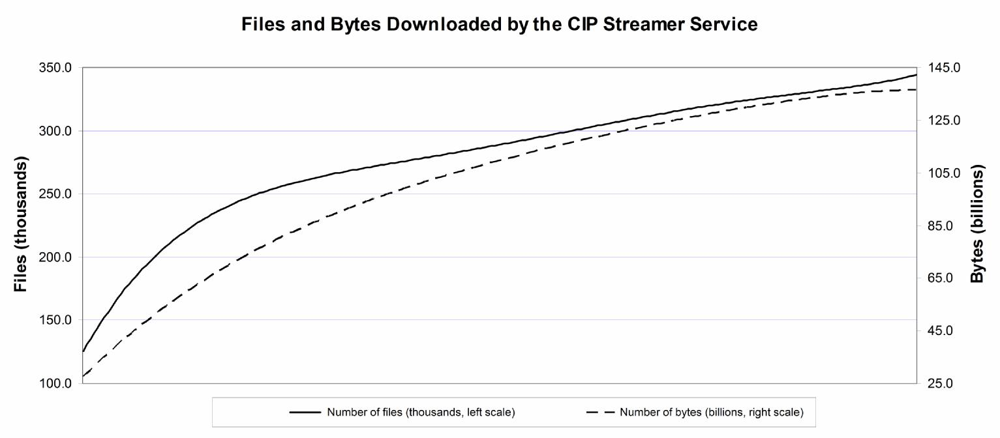 Files and Bytes Downloaded by the CIP Streamer Service
350.0
300.0
250.0
200.0
150.0
100.0
Files (thousands)
145.0
125.0
105.0
85.0
65.0
45.0
25.0
Bytes (billions)
Number of files (thousands, left scale)
Number of bytes (billions, right scale)